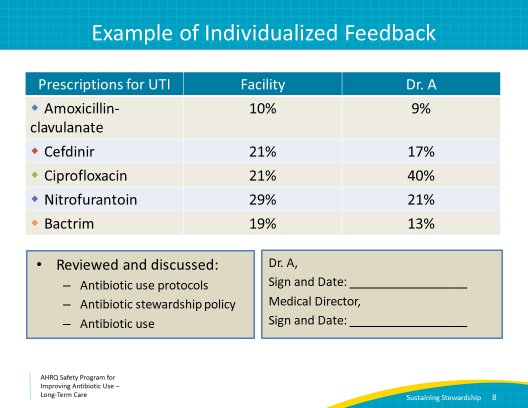 Example of Individualized Feedback
Prescriptions for UTI Facility Dr. A
Amoxicillin-
clavulanate 10% 9%
Cefdinir 21% 17%
Ciprofloxacin 21% 40%
Nitrofurantoin 29% 21%
Bactrim 19% 13%
• Reviewed and discussed:
– Antibiotic use protocols
– Antibiotic stewardship policy
– Antibiotic use
Dr. A,
Sign and Date: __________________
Medical Director,
Sign and Date: __________________
AHRQ Safety Program for
Improving Antibiotic Use –
Long-Term Care
Sustaining Stewardship 8